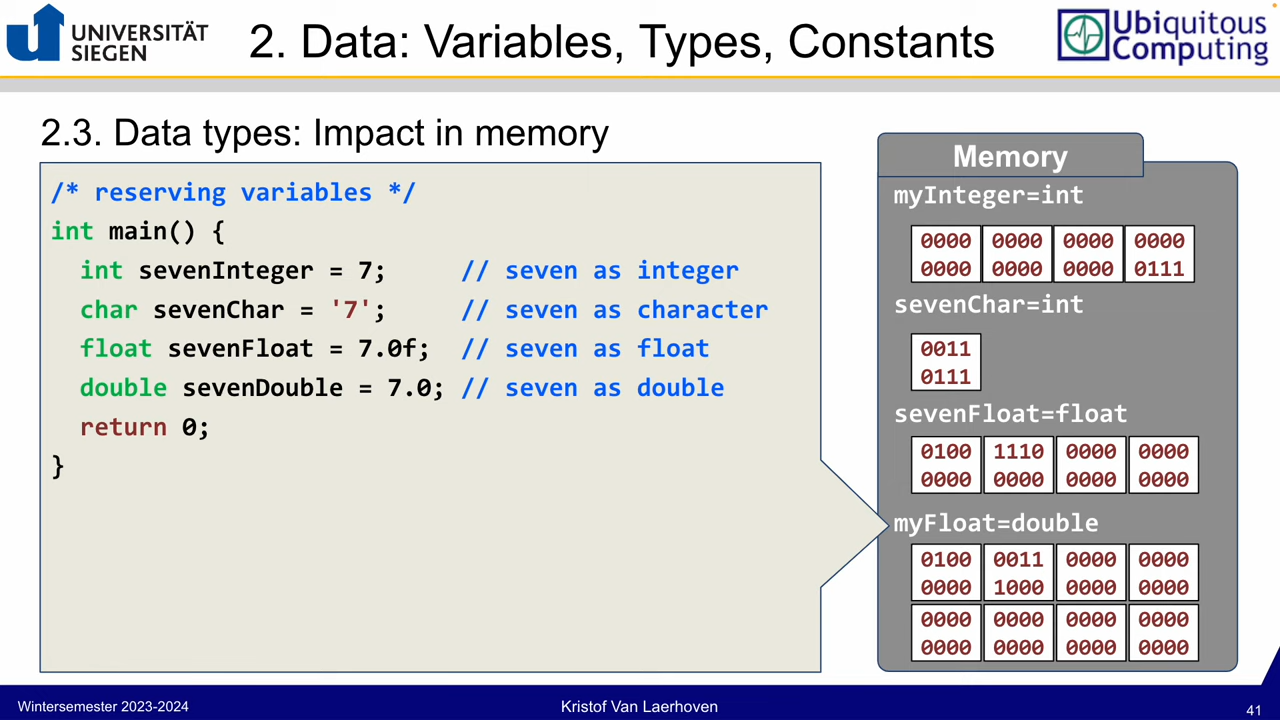 UNIVERSITÄT
SIEGEN
2. Data: Variables, Types, Constants
Ubiquitous
Computing
2.3. Data types: Impact in memory
/* reserving variables */
int main() {
int sevenInteger = 7; // seven as integer
char sevenChar = '7'; // seven as character
float sevenFloat = 7.0f; // seven as float
double sevenDouble = 7.0; // seven as double
return 0;
}
Memory
myInteger=int
0000 0000 0000 0000
0000 0000 0000 0111
sevenChar=int
0011
0111
sevenFloat=float
0100 1110 0000 0000
0000 0000 0000 0000
myFloat=double
0100 0011 0000 0000
0000 1000 0000 0000
0000 0000 0000 0000
0000 0000 0000 0000
Wintersemester 2023-2024
Kristof Van Laerhoven
41